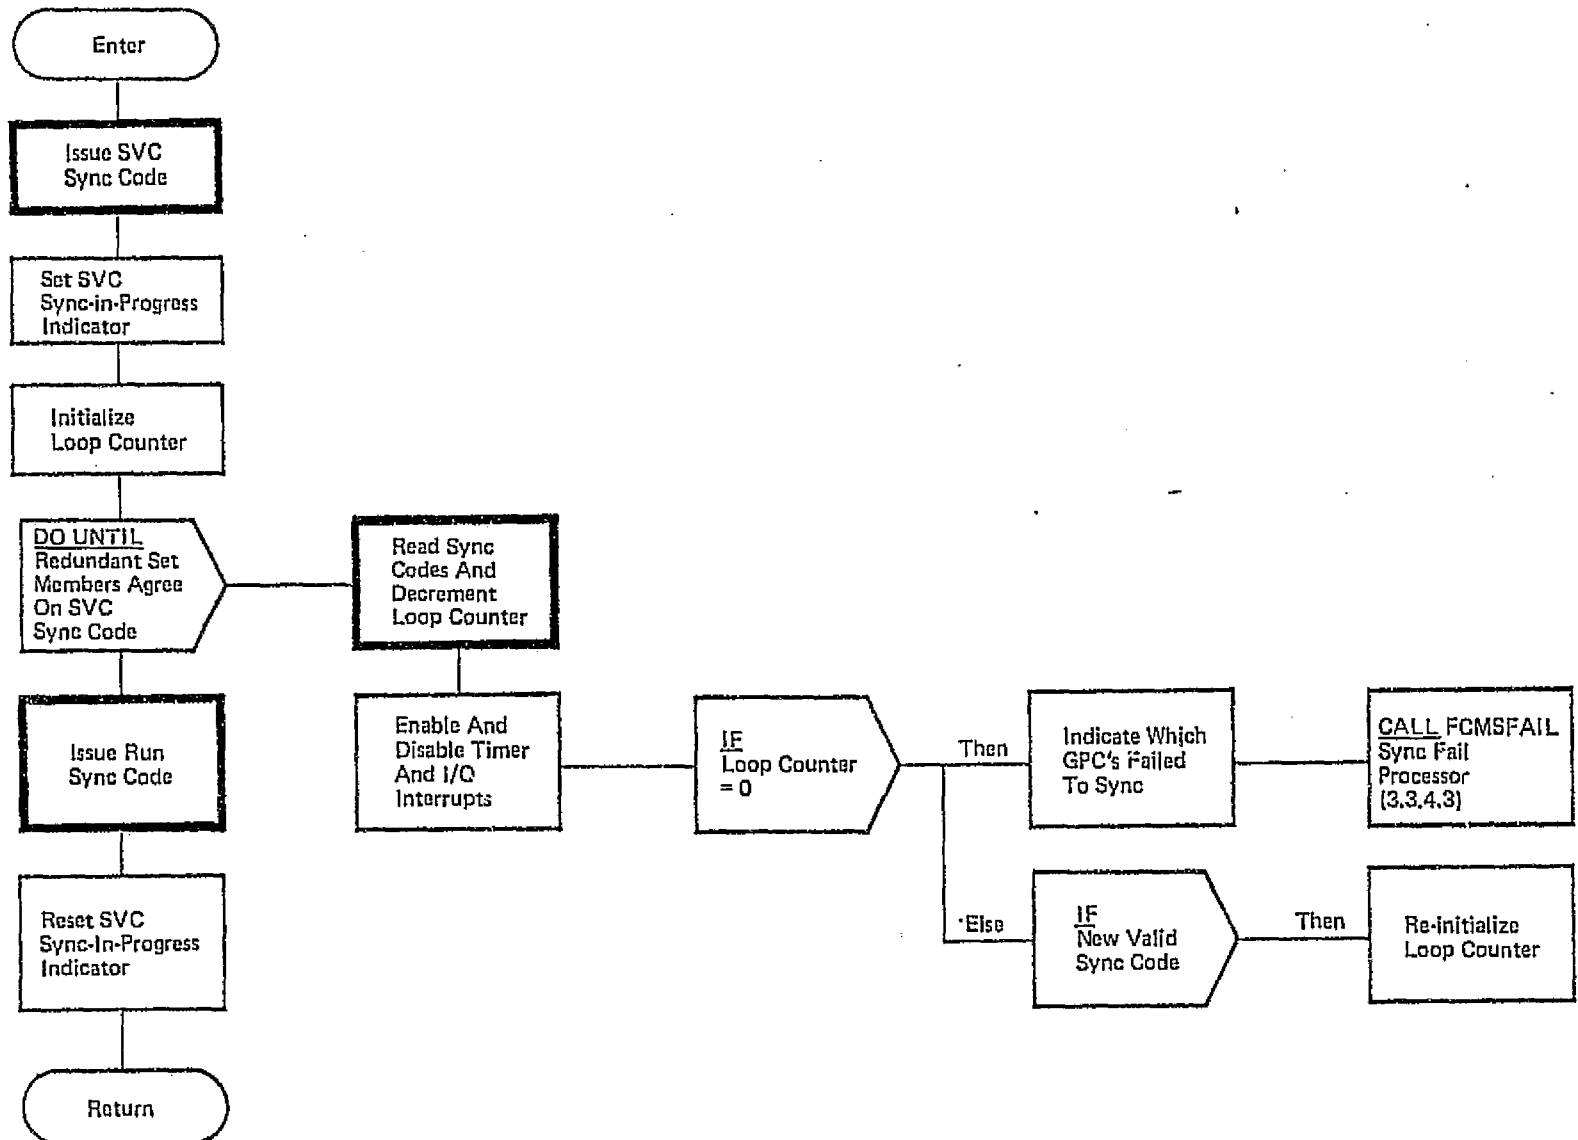 Enter
Issue SVC
Sync Code
Set SVC
Sync-in-Progress
Indicator
Initialize
Loop Counter
DO UNTIL
Redundant Set
Members Agree
On SVC
Sync Code
Read Sync
Codes And
Decrement
Loop Counter
Issue Run
Sync Code
Enable And
Disable Timer
And I/O
Interrupts
IF
Loop Counter
= 0
Then
Indicate Which
GPC's Failed
To Sync
CALL FCMSFAIL
Sync Fail
Processor
(3.3.4.3)
Reset SVC
Sync-In-Progress
Indicator
Else
IF
New Valid
Sync Code
Then
Re-initialize
Loop Counter
Return